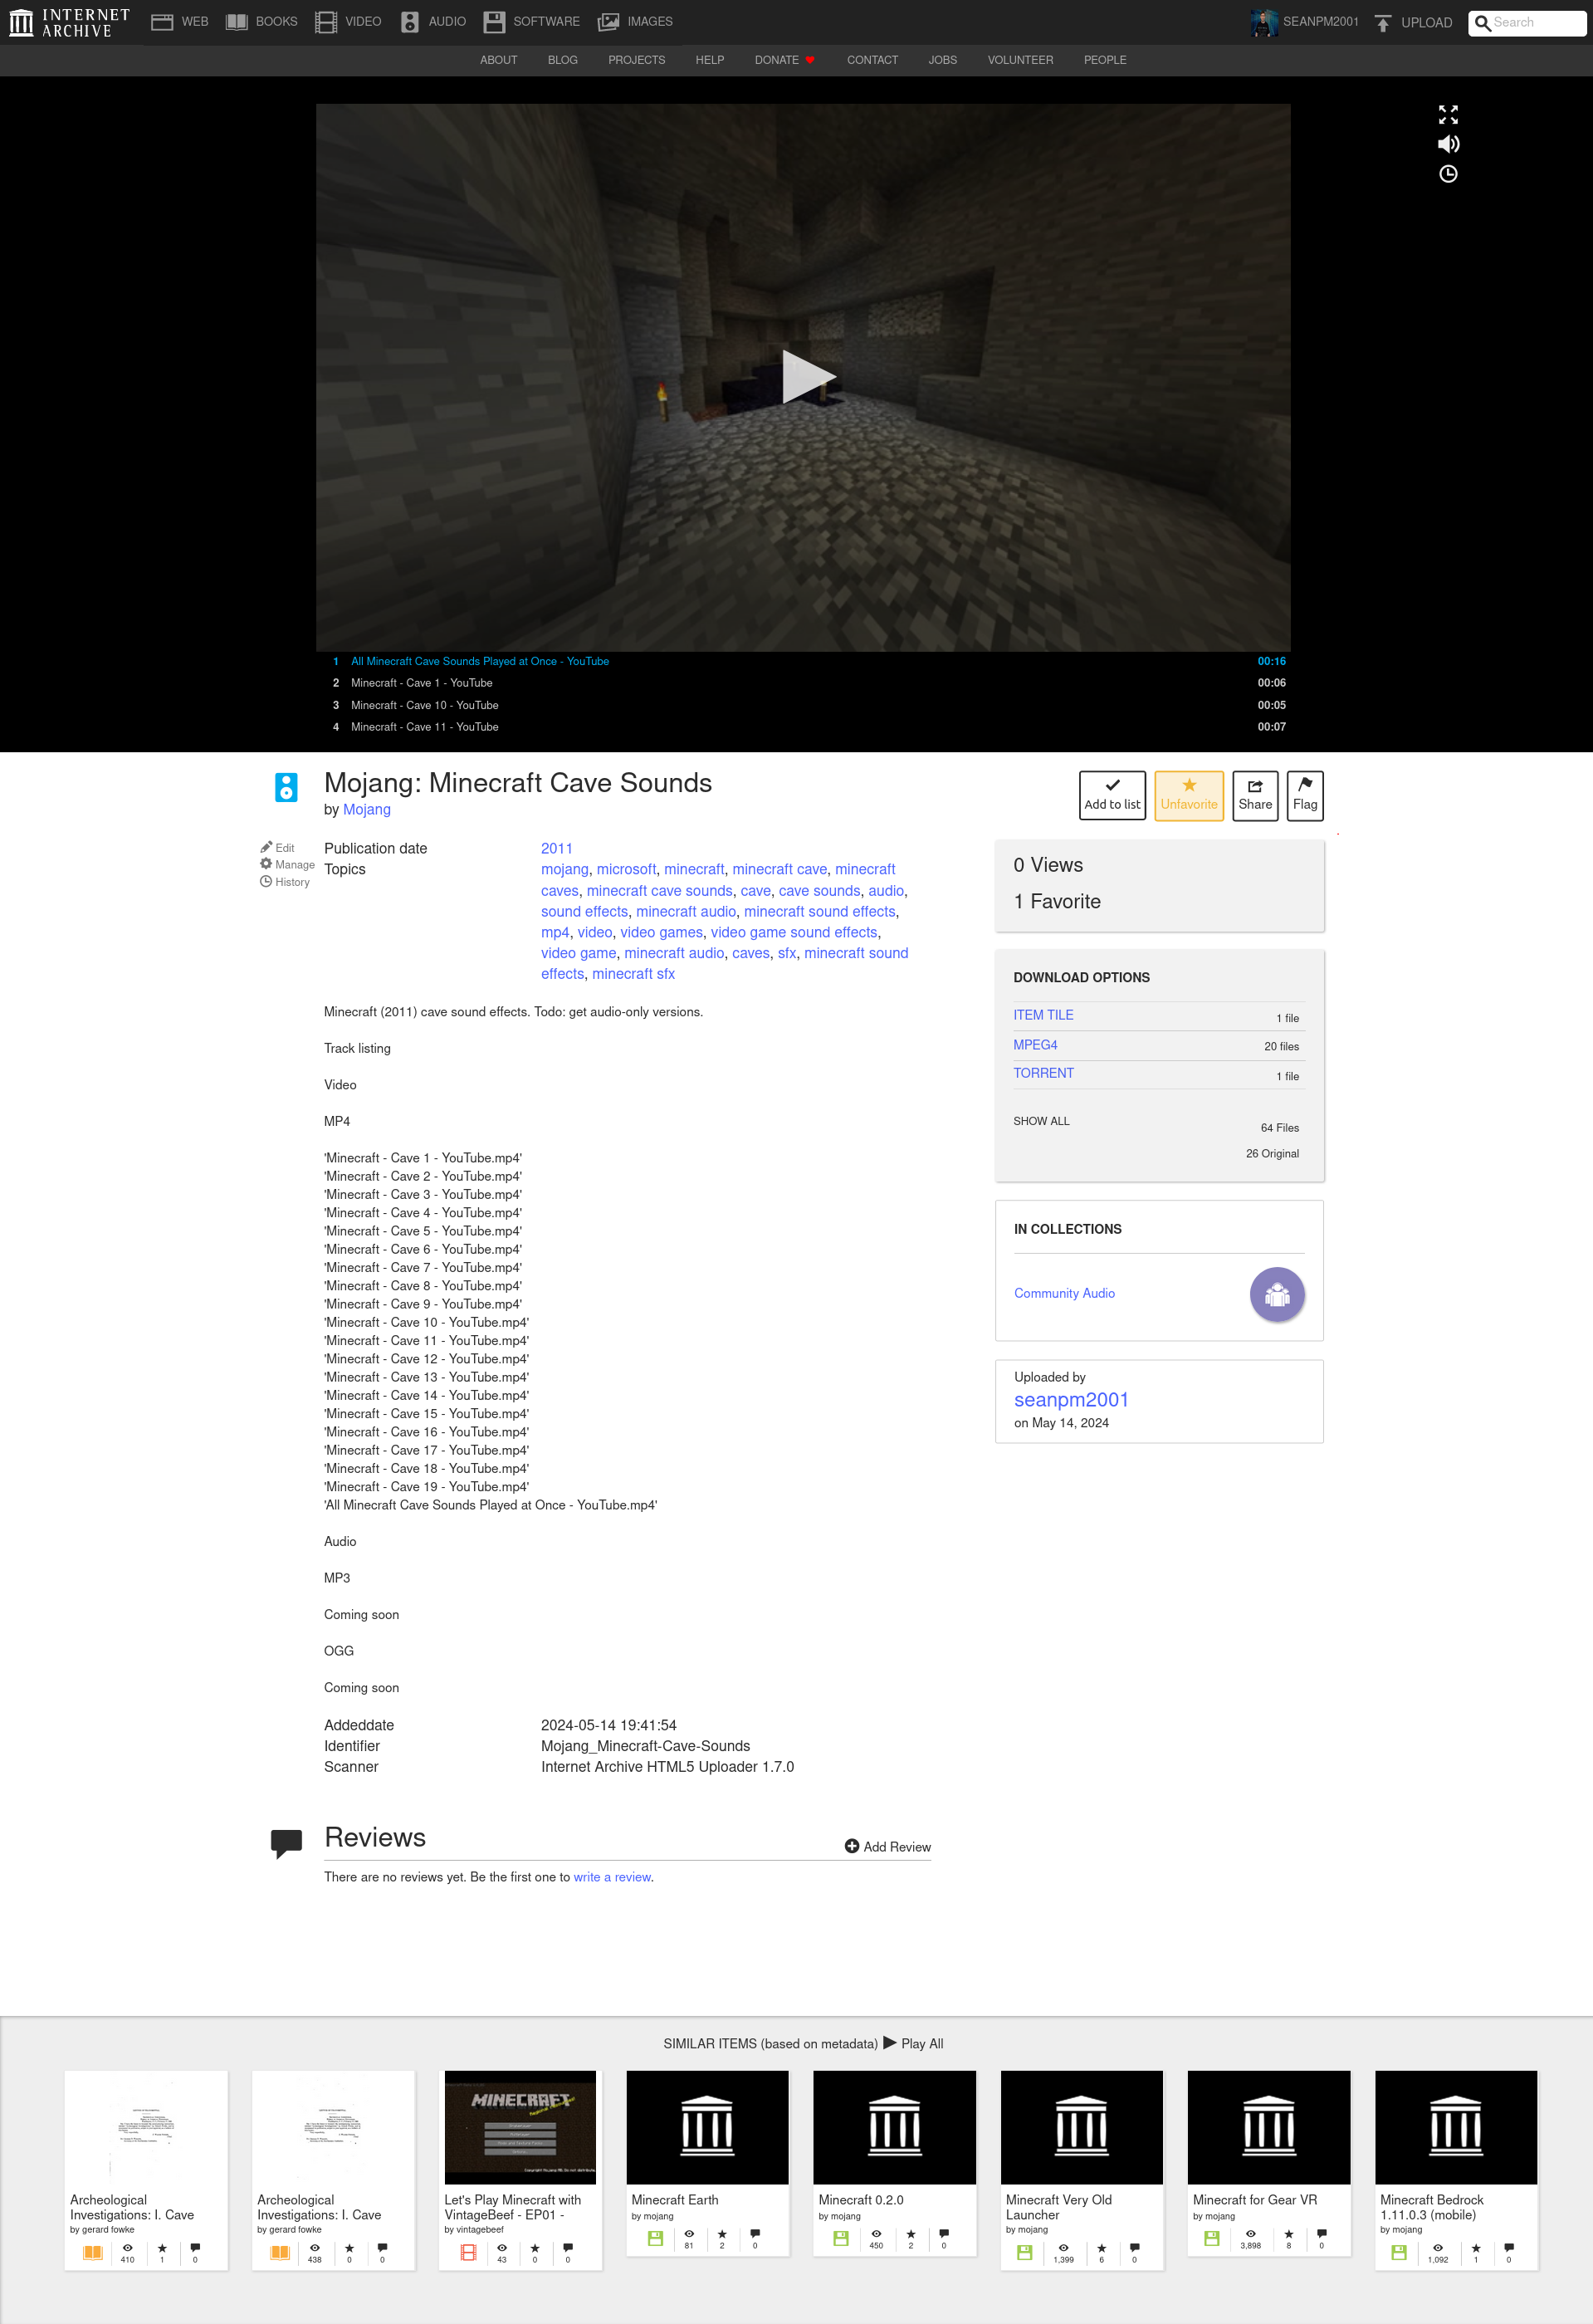 INTERNET ARCHIVE
WEB
BOOKS
VIDEO
AUDIO
SOFTWARE
IMAGES
SEANPM2001
UPLOAD
Search
ABOUT
BLOG
PROJECTS
HELP
DONATE
CONTACT
JOBS
VOLUNTEER
PEOPLE
1 All Minecraft Cave Sounds Played at Once - YouTube 00:16
2 Minecraft - Cave 1 - YouTube 00:06
3 Minecraft - Cave 10 - YouTube 00:05
4 Minecraft - Cave 11 - YouTube 00:07
Mojang: Minecraft Cave Sounds
by Mojang
Add to list
Unfavorite
Share
Flag
Edit
Manage
History
Publication date 2011
Topics mojang, microsoft, minecraft, minecraft cave, minecraft
caves, minecraft cave sounds, cave, cave sounds, audio,
sound effects, minecraft audio, minecraft sound effects,
mp4, video, video games, video game sound effects,
video game, minecraft audio, caves, sfx, minecraft sound
effects, minecraft sfx
Minecraft (2011) cave sound effects. Todo: get audio-only versions.
Track listing
Video
MP4
'Minecraft - Cave 1 - YouTube.mp4'
'Minecraft - Cave 2 - YouTube.mp4'
'Minecraft - Cave 3 - YouTube.mp4'
'Minecraft - Cave 4 - YouTube.mp4'
'Minecraft - Cave 5 - YouTube.mp4'
'Minecraft - Cave 6 - YouTube.mp4'
'Minecraft - Cave 7 - YouTube.mp4'
'Minecraft - Cave 8 - YouTube.mp4'
'Minecraft - Cave 9 - YouTube.mp4'
'Minecraft - Cave 10 - YouTube.mp4'
'Minecraft - Cave 11 - YouTube.mp4'
'Minecraft - Cave 12 - YouTube.mp4'
'Minecraft - Cave 13 - YouTube.mp4'
'Minecraft - Cave 14 - YouTube.mp4'
'Minecraft - Cave 15 - YouTube.mp4'
'Minecraft - Cave 16 - YouTube.mp4'
'Minecraft - Cave 17 - YouTube.mp4'
'Minecraft - Cave 18 - YouTube.mp4'
'Minecraft - Cave 19 - YouTube.mp4'
'All Minecraft Cave Sounds Played at Once - YouTube.mp4'
Audio
MP3
Coming soon
OGG
Coming soon
Addeddate 2024-05-14 19:41:54
Identifier Mojang_Minecraft-Cave-Sounds
Scanner Internet Archive HTML5 Uploader 1.7.0
0 Views
1 Favorite
DOWNLOAD OPTIONS
ITEM TILE 1 file
MPEG4 20 files
TORRENT 1 file
SHOW ALL 64 Files
26 Original
IN COLLECTIONS
Community Audio
Uploaded by
seanpm2001
on May 14, 2024
Reviews
Add Review
There are no reviews yet. Be the first one to write a review.
SIMILAR ITEMS (based on metadata) Play All
Archeological
Investigations: I. Cave
by gerard fowke
410 1 0
Archeological
Investigations: I. Cave
by gerard fowke
438 0 0
MINECRAFT
Let's Play Minecraft with
VintageBeef - EP01 -
by vintagebeef
43 0 0
Minecraft Earth
by mojang
81 2 0
Minecraft 0.2.0
by mojang
450 2 0
Minecraft Very Old
Launcher
by mojang
1,399 6 0
Minecraft for Gear VR
by mojang
3,898 8 0
Minecraft Bedrock
1.11.0.3 (mobile)
by mojang
1,092 1 0